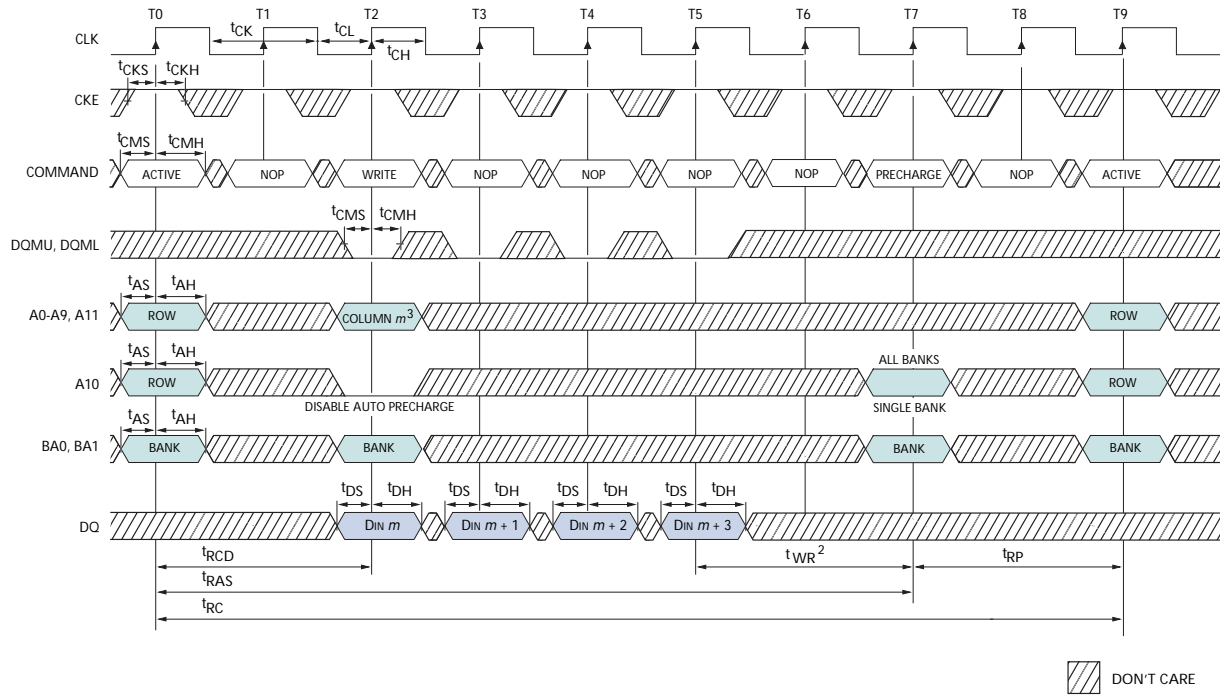 T0 T1 T2 T3 T4 T5 T6 T7 T8 T9
CLK
tCK tCL
tCH
tCKS tCKH
CKE
tCMS tCMH
COMMAND ACTIVE NOP WRITE NOP NOP NOP NOP PRECHARGE NOP ACTIVE
tCMS tCMH
DQMU, DQML
tAS tAH
A0-A9, A11 ROW COLUMN m3 ROW
tAS tAH ALL BANKS
A10 ROW ROW
DISABLE AUTO PRECHARGE SINGLE BANK
tAS tAH
BA0, BA1 BANK BANK BANK BANK
tDS tDH tDS tDH tDS tDH tDS tDH
DQ DIN m DIN m + 1 DIN m + 2 DIN m + 3
tRCD tWR2 tRP
tRAS
tRC
DON'T CARE